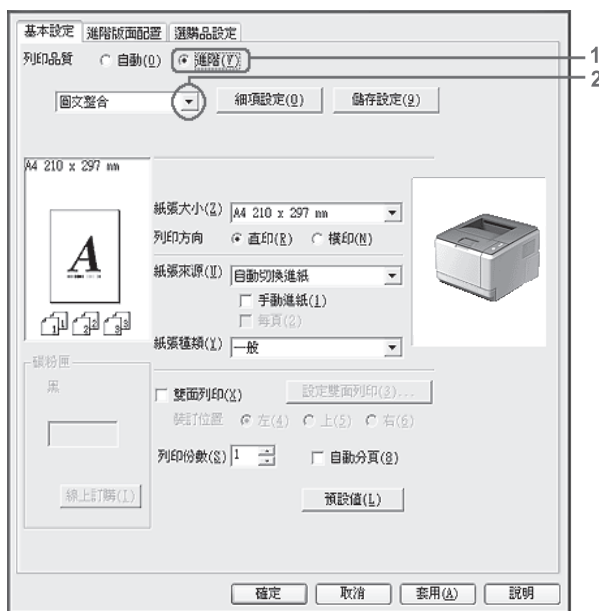 基本設定 進階版面配置 選購品設定
列印品質 自動(O) 進階(V) 1
2
圖文整合 細項設定(0) 儲存設定(9)
A4 210 x 297 mm
紙張大小(Z) A4 210 x 297 mm
列印方向 直印(R) 橫印(N)
A
紙張來源(U) 自動切換進紙
手動進紙(1)
每頁(2)
1 1 2 2 3 3
紙張種類(Y) 一般
碳粉匣
黑
雙面列印(X) 設定雙面列印(3)...
裝訂位置 左(4) 上(5) 右(6)
列印份數(S) 1 自動分頁(8)
線上訂購(I) 預設值(L)
確定 取消 套用(A) 說明